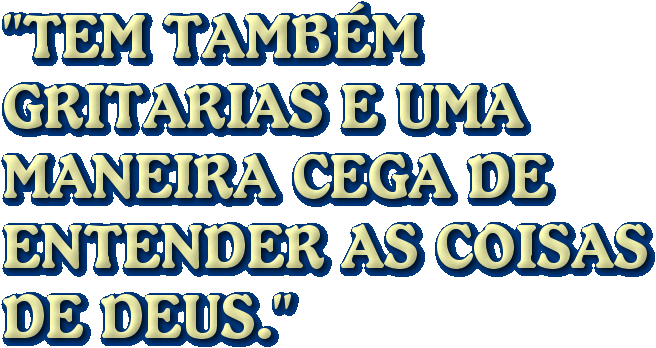 "TEM TAMBÉM
GRITARIAS E UMA
MANEIRA CEGA DE
ENTENDER AS COISAS
DE DEUS."